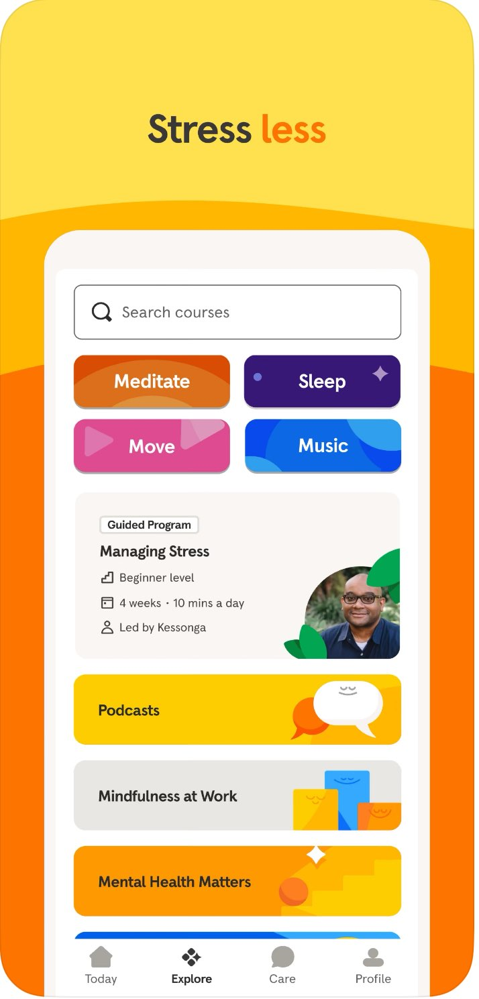 Stress less
Search courses
Meditate
Sleep
Move
Music
Guided Program
Managing Stress
Beginner level
4 weeks · 10 mins a day
Led by Kessonga
Podcasts
Mindfulness at Work
Mental Health Matters
Today
Explore
Care
Profile